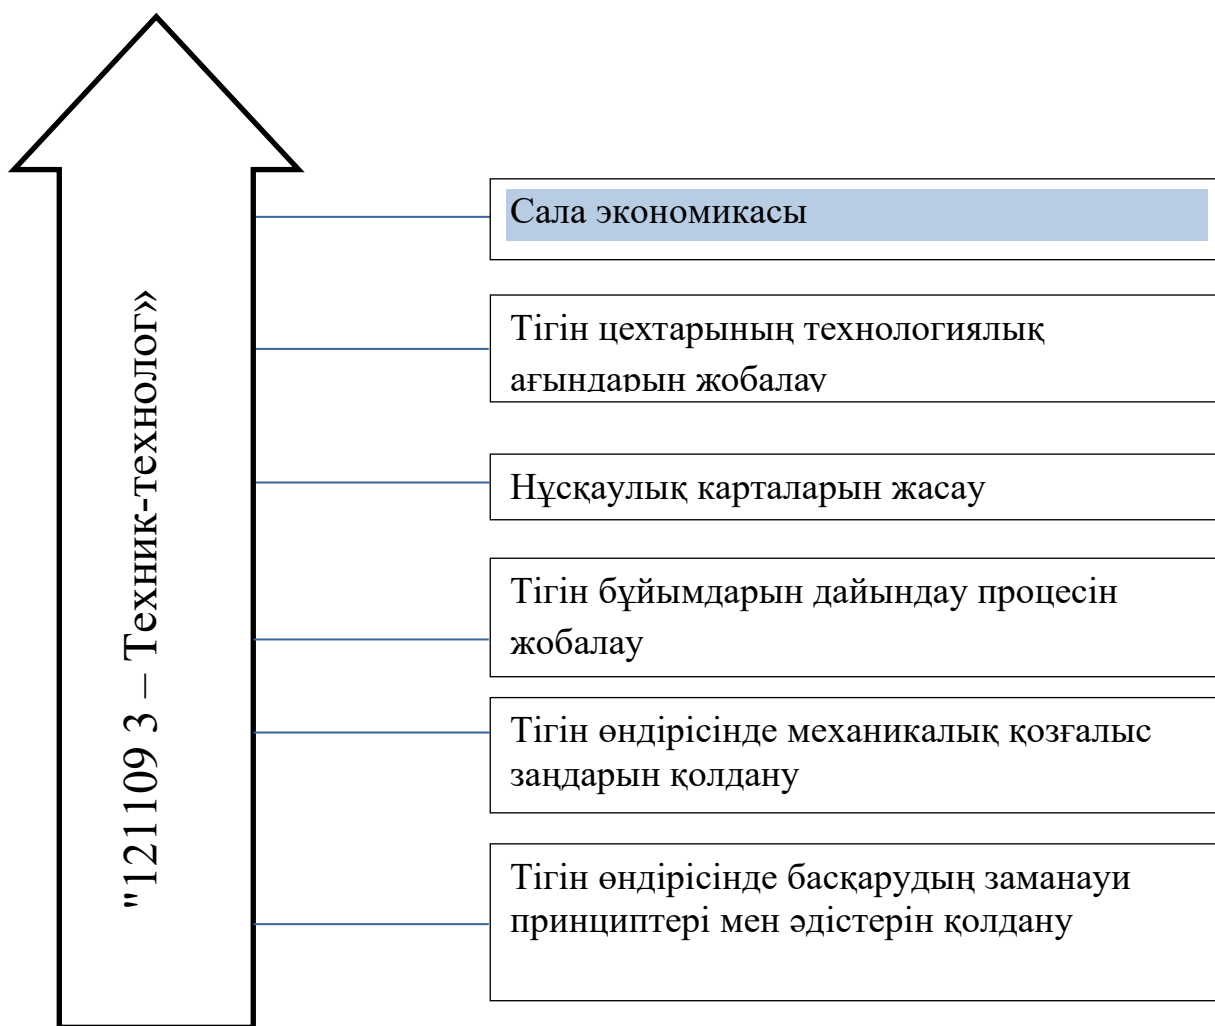 Сала экономикасы
Тігін цехтарының технологиялық
ағындарын жобалау
Нұсқаулық карталарын жасау
Тігін бұйымдарын дайындау процесін
жобалау
Тігін өндірісінде механикалық қозғалыс
заңдарын қолдану
Тігін өндірісінде басқарудың заманауи
принциптері мен әдістерін қолдану
"121109 3 – Техник-технолог»